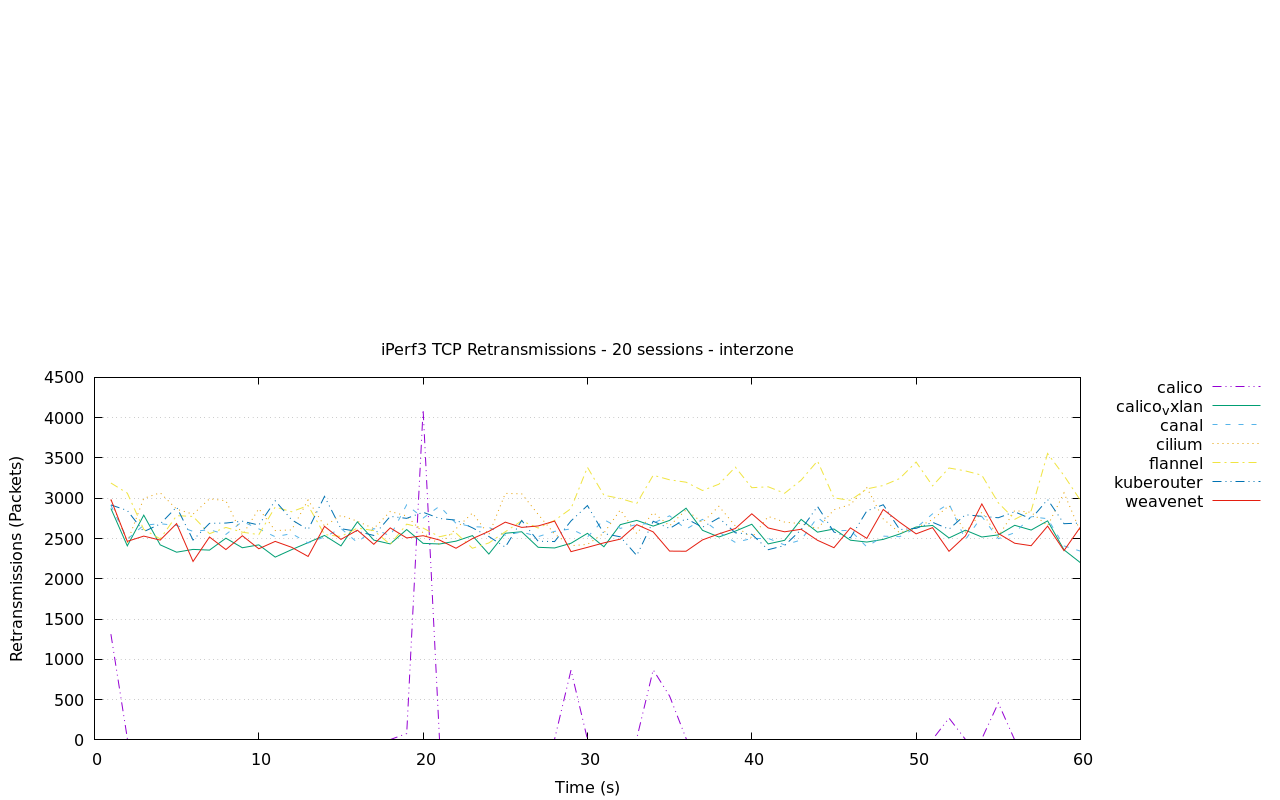 iPerf3 TCP Retransmissions - 20 sessions - interzone
4500
4000
3500
3000
2500
2000
1500
1000
500
0
Retransmissions (Packets)
0 10 20 30 40 50 60
Time (s)
calico
calicovxlan
canal
cilium
flannel
kuberouter
weavenet